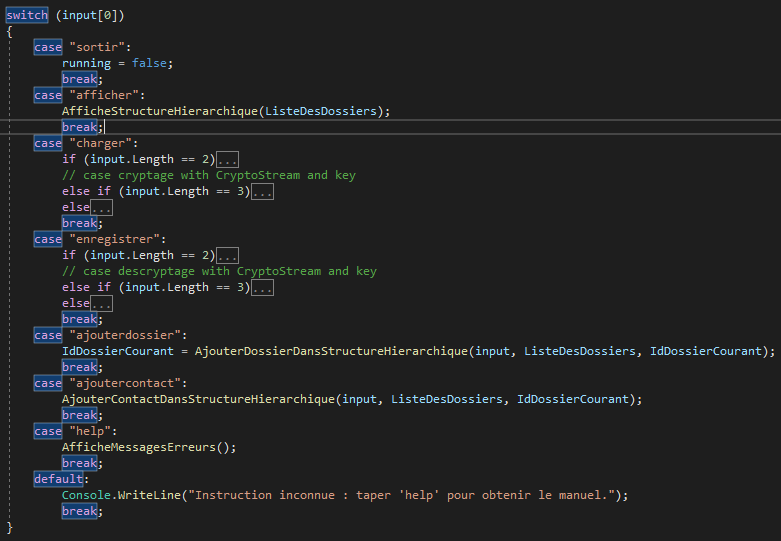 switch (input[0])
{
case "sortir":
running = false;
break;
case "afficher":
AfficheStructureHierarchique(ListeDesDossiers);
break;
case "charger":
if (input.Length == 2)...
// case cryptage with CryptoStream and key
else if (input.Length == 3)...
else...
break;
case "enregistrer":
if (input.Length == 2)...
// case descryptage with CryptoStream and key
else if (input.Length == 3)...
else...
break;
case "ajouterdossier":
IdDossierCourant = AjouterDossierDansStructureHierarchique(input, ListeDesDossiers, IdDossierCourant);
break;
case "ajoutercontact":
AjouterContactDansStructureHierarchique(input, ListeDesDossiers, IdDossierCourant);
break;
case "help":
AfficheMessagesErreurs();
break;
default:
Console.WriteLine("Instruction inconnue : taper 'help' pour obtenir le manuel.");
break;
}